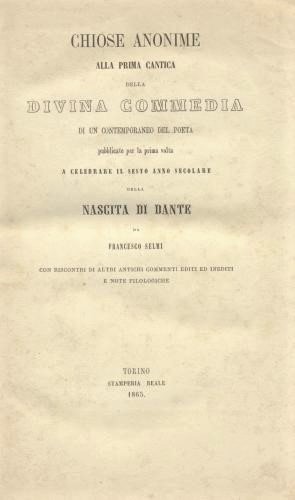 CHIOSE ANONIME
ALLA PRIMA CANTICA
DELLA
DIVINA COMMEDIA
DI UN CONTEMPORANEO DEL POETA
pubblicate per la prima volta
A CELEBRARE IL SESTO ANNO SECOLARE
DELLA
NASCITA DI DANTE
DA
FRANCESCO SELMI
CON RISCONTRI DI ALTRI ANTICHI COMMENTI EDITI ED INEDITI
E NOTE FILOLOGICHE
TORINO
STAMPERIA REALE
1865.